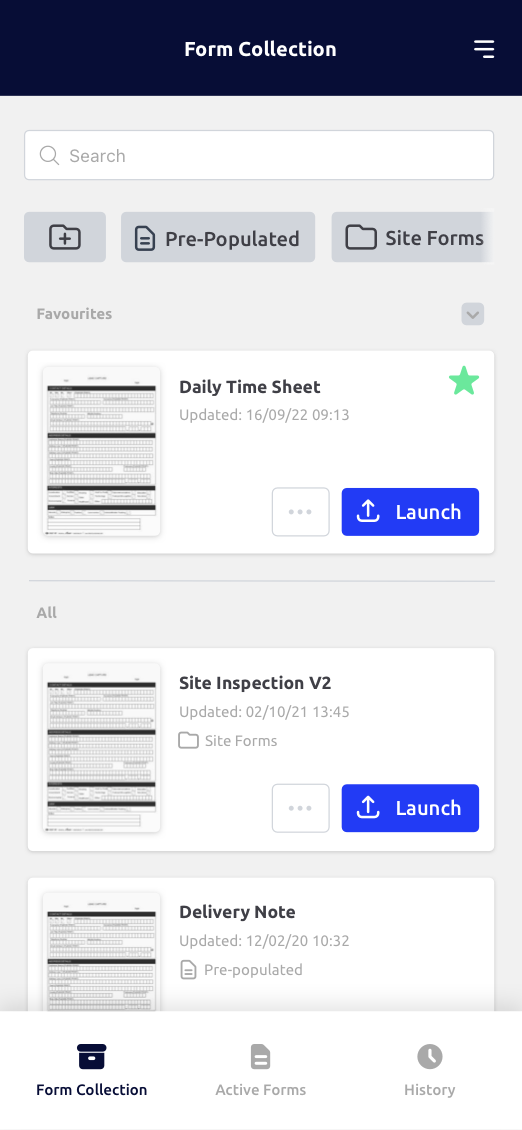 Form Collection
Search
Pre-Populated
Site Forms
Favourites
Daily Time Sheet
Updated: 16/09/22 09:13
Launch
All
Site Inspection V2
Updated: 02/10/21 13:45
Site Forms
Launch
Delivery Note
Updated: 12/02/20 10:32
Pre-populated
Form Collection
Active Forms
History